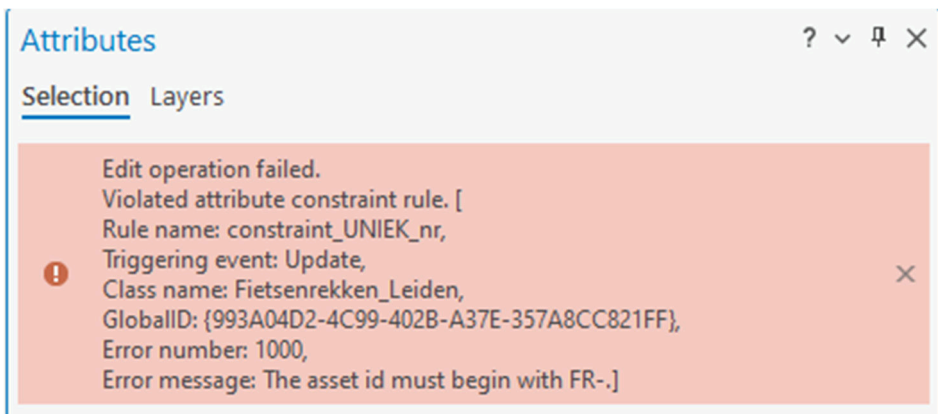 Attributes
?
Selection Layers
Edit operation failed.
Violated attribute constraint rule. [
Rule name: constraint_UNIEK_nr,
Triggering event: Update,
Class name: Fietsenrekken_Leiden,
GlobalID: {993A04D2-4C99-402B-A37E-357A8CC821FF},
Error number: 1000,
Error message: The asset id must begin with FR-.]